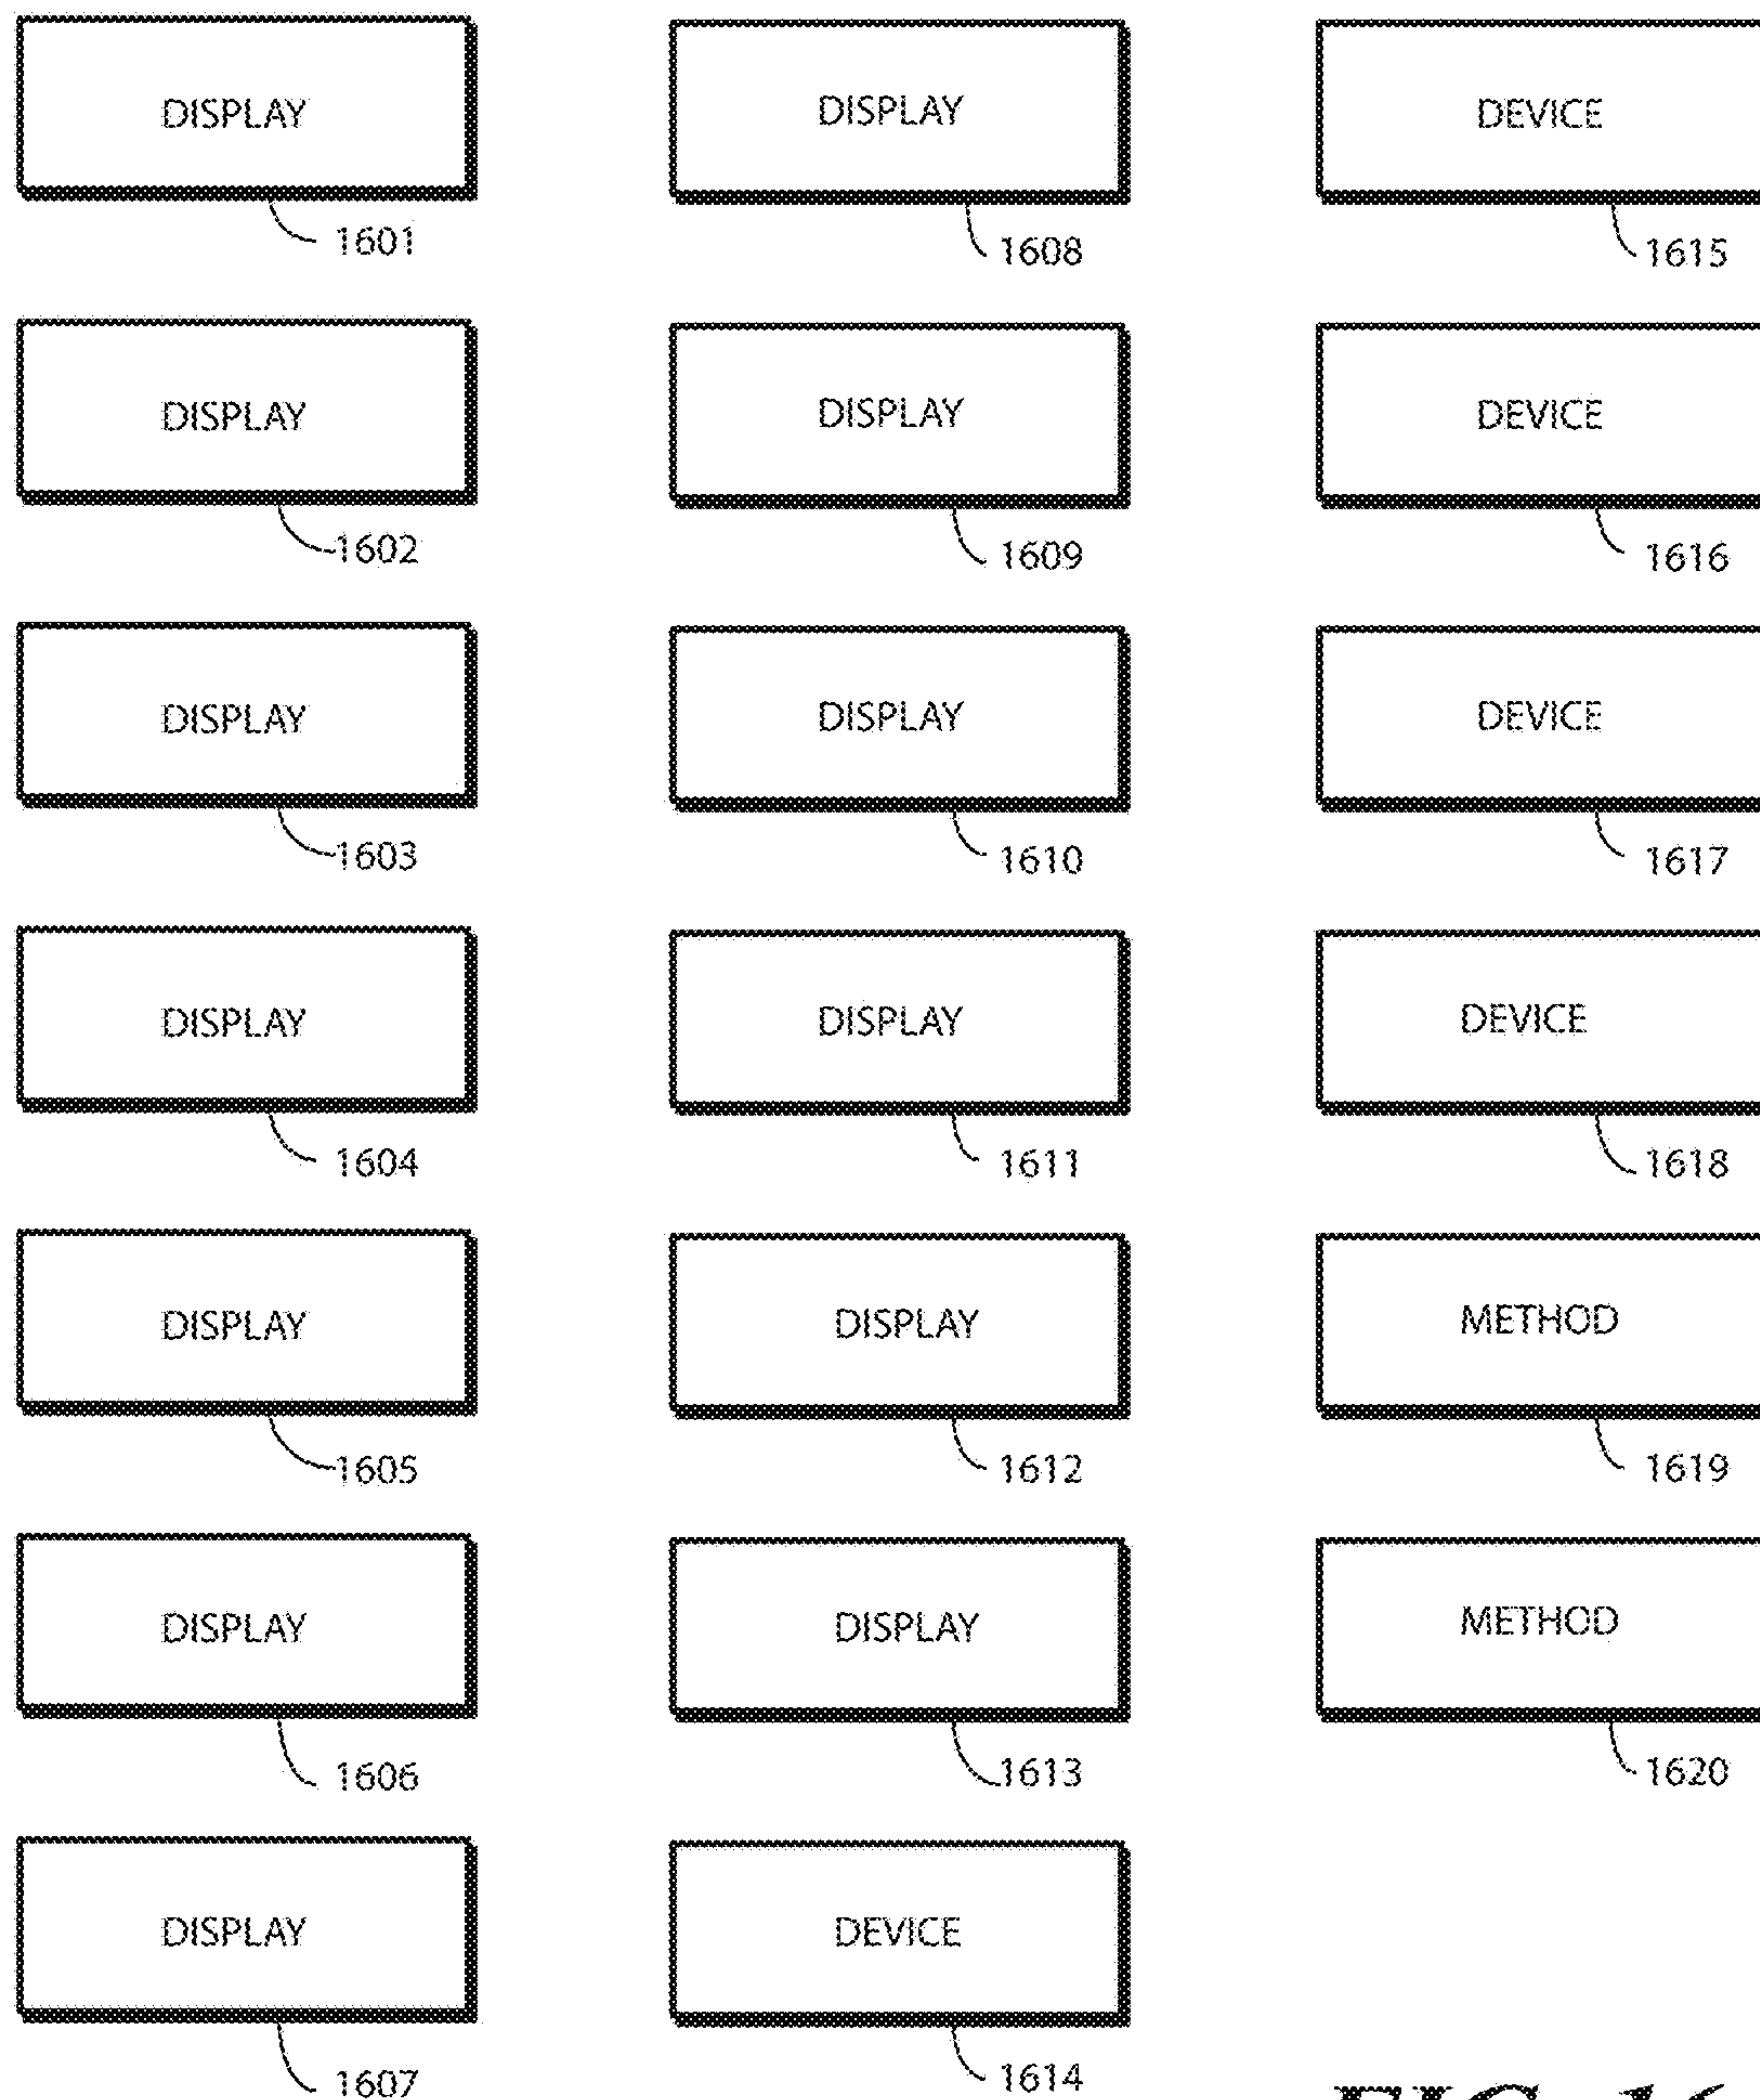 DISPLAY
1601
DISPLAY
1602
DISPLAY
1603
DISPLAY
1604
DISPLAY
1605
DISPLAY
1606
DISPLAY
1607
DISPLAY
1608
DISPLAY
1609
DISPLAY
1610
DISPLAY
1611
DISPLAY
1612
DISPLAY
1613
DEVICE
1614
DEVICE
1615
DEVICE
1616
DEVICE
1617
DEVICE
1618
METHOD
1619
METHOD
1620